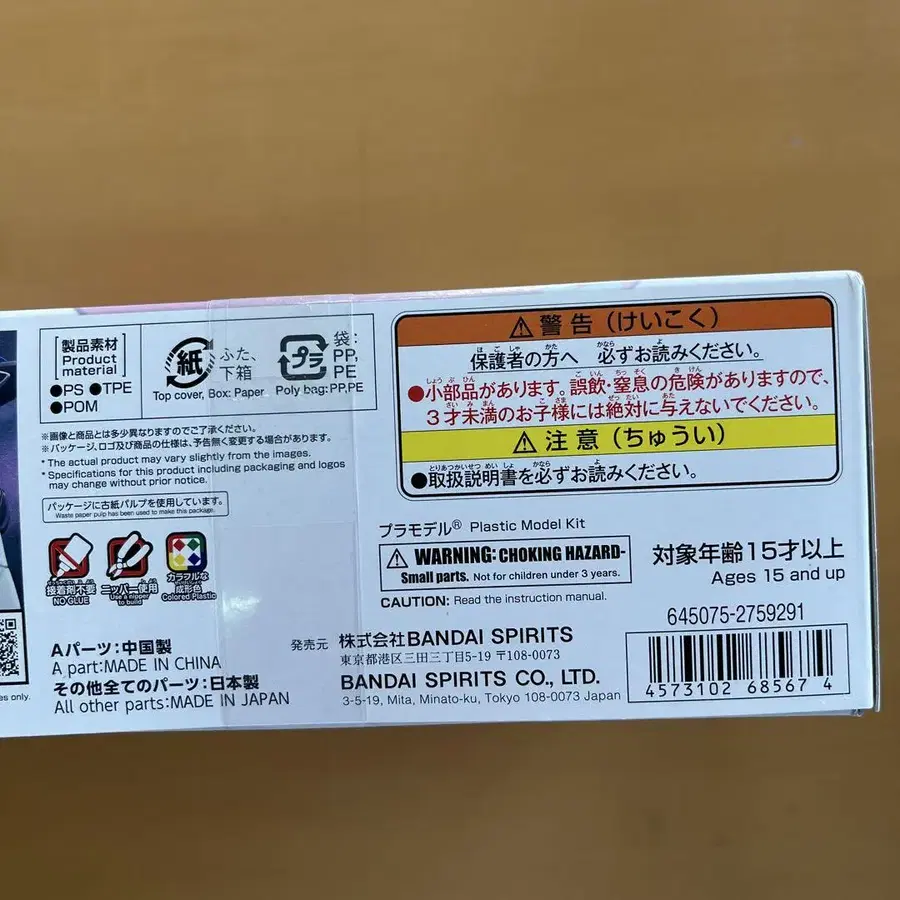 製品素材
Product material
●PS ●TPE
●POM
紙
ふた、
下箱
Top cover, Box: Paper
プラ
袋:
PP,
PE
Poly bag:PP,PE
※画像と商品とは多少異なりますのでご了承ください。
※パッケージ、ロゴ及び商品の仕様は、予告無く変更する場合があります。
*The actual product may vary slightly from the images.
*Specifications for this product including packaging and logos
may change without prior notice.
パッケージに古紙パルプを使用しています。
Waste paper pulp has been used to make this package.
接着剤不要
NO GLUE
ニッパー使用
Use a nipper
to build
カラフルな
成形色
Colored Plastic
es only.
Aパーツ:中国製
A part:MADE IN CHINA
その他全てのパーツ:日本製
All other parts:MADE IN JAPAN
警告(けいこく)
保護者の方へ 必ずお読みください。
●小部品があります。誤飲・窒息の危険がありますので、
3才未満のお子様には絶対に与えないでください。
注意(ちゅうい)
●取扱説明書を必ずお読みください。
プラモデル® Plastic Model Kit
WARNING: CHOKING HAZARD-
Small parts. Not for children under 3 years.
CAUTION: Read the instruction manual.
対象年齢15才以上
Ages 15 and up
645075-2759291
発売元 株式会社BANDAI SPIRITS
東京都港区三田三丁目5-19 〒108-0073
BANDAI SPIRITS CO., LTD.
3-5-19, Mita, Minato-ku, Tokyo 108-0073 Japan
4573102 68567 4